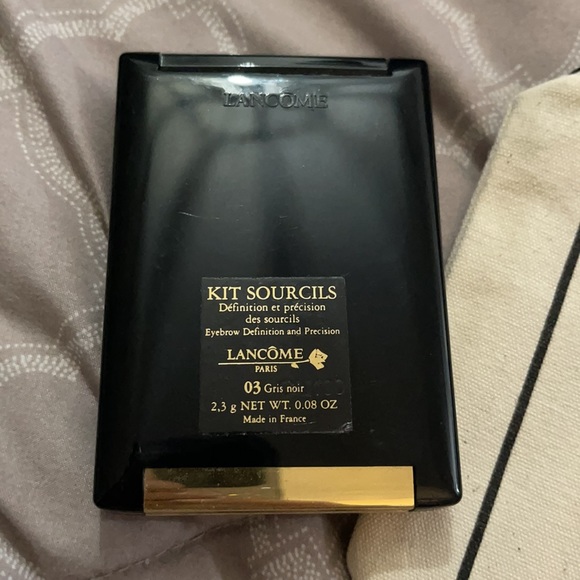 LANCÔME
KIT SOURCILS
Définition et précision
des sourcils
Eyebrow Definition and Precision
LANCÔME
PARIS
03 Gris noir
2,3 g NET WT. 0.08 OZ
Made in France